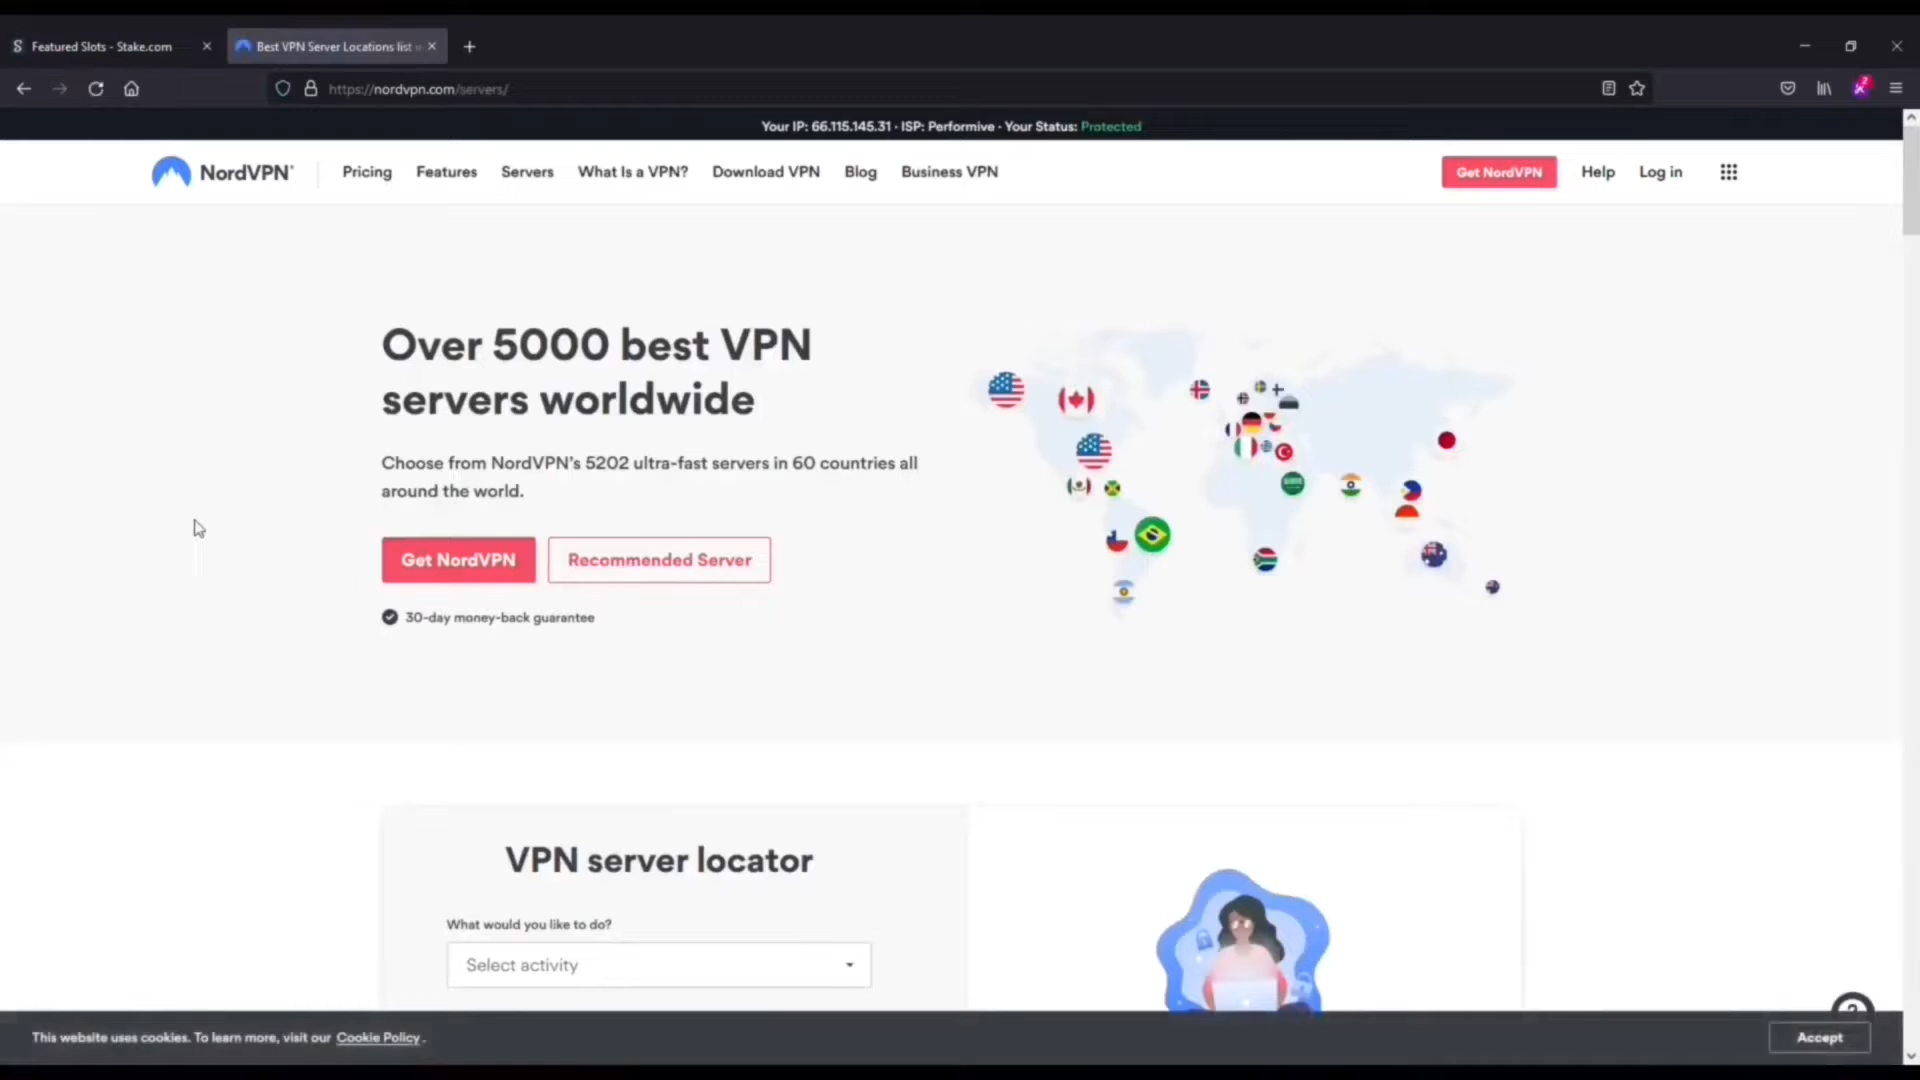 Featured Slots - Stake.com
Best VPN Server Locations list
https://nordvpn.com/servers/
2
Your IP: 66.115.145.31 · ISP: Performive · Your Status: Protected
NordVPN®
Pricing
Features
Servers
What Is a VPN?
Download VPN
Blog
Business VPN
Get NordVPN
Help
Log in
Over 5000 best VPN
servers worldwide
Choose from NordVPN's 5202 ultra-fast servers in 60 countries all
around the world.
Get NordVPN
Recommended Server
30-day money-back guarantee
VPN server locator
What would you like to do?
Select activity
This website uses cookies. To learn more, visit our Cookie Policy.
Accept